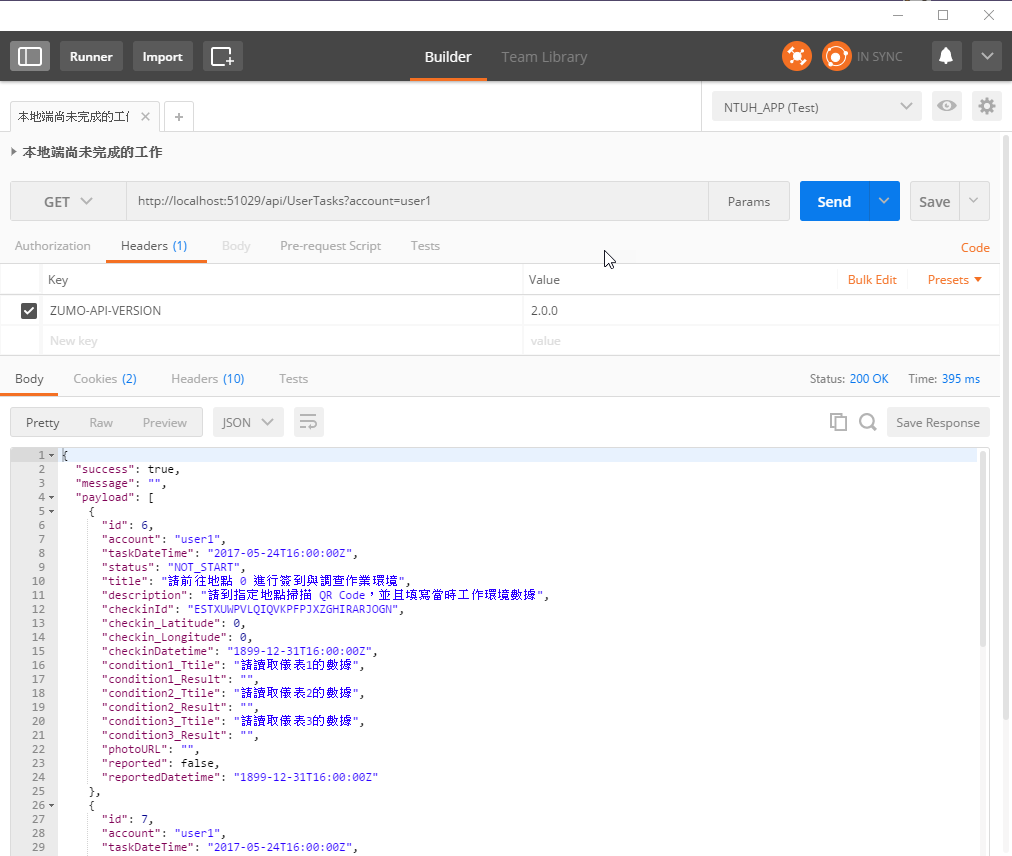 Runner
Import
Builder
Team Library
IN SYNC
本地端尚未完成的工作
+
NTUH_APP (Test)
本地端尚未完成的工作
GET
http://localhost:51029/api/UserTasks?account=user1
Params
Send
Save
Authorization
Headers (1)
Body
Pre-request Script
Tests
Code
Key
Value
Bulk Edit
Presets
ZUMO-API-VERSION
2.0.0
New key
value
Body
Cookies (2)
Headers (10)
Tests
Status: 200 OK
Time: 395 ms
Pretty
Raw
Preview
JSON
Save Response
1 {
2 "success": true,
3 "message": "",
4 "payload": [
5 {
6 "id": 6,
7 "account": "user1",
8 "taskDateTime": "2017-05-24T16:00:00Z",
9 "status": "NOT_START",
10 "title": "請前往地點 0 進行簽到與調查作業環境",
11 "description": "請到指定地點掃描 QR Code，並且填寫當時工作環境數據",
12 "checkinId": "ESTXUWPVLQIQVKPFPJXZGHIRARJOGN",
13 "checkin_Latitude": 0,
14 "checkin_Longitude": 0,
15 "checkinDatetime": "1899-12-31T16:00:00Z",
16 "condition1_Ttile": "請讀取儀表1的數據",
17 "condition1_Result": "",
18 "condition2_Ttile": "請讀取儀表2的數據",
19 "condition2_Result": "",
20 "condition3_Ttile": "請讀取儀表3的數據",
21 "condition3_Result": "",
22 "photoURL": "",
23 "reported": false,
24 "reportedDatetime": "1899-12-31T16:00:00Z"
25 },
26 {
27 "id": 7,
28 "account": "user1",
29 "taskDateTime": "2017-05-24T16:00:00Z",